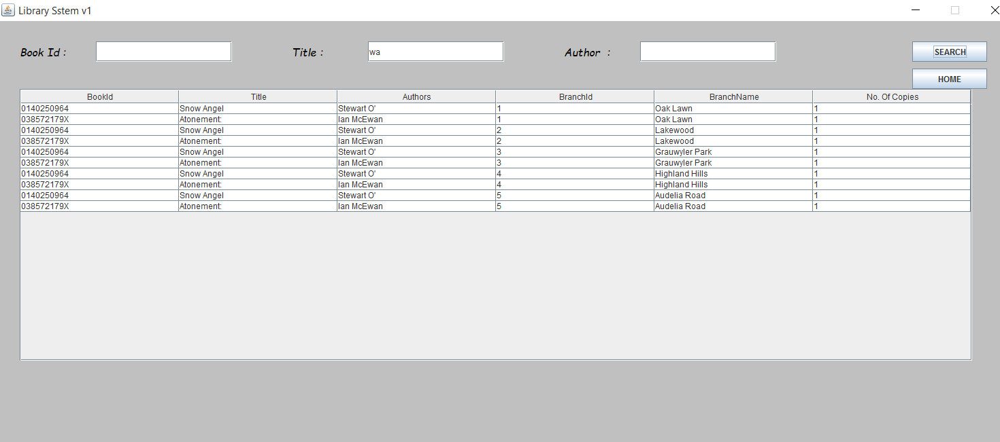 Library Sstem v1
Book Id : Title : wa Author : SEARCH
HOME
BookId Title Authors BranchId BranchName No. Of Copies
0140250964 Snow Angel Stewart O' 1 Oak Lawn 1
038572179X Atonement: Ian McEwan 1 Oak Lawn 1
0140250964 Snow Angel Stewart O' 2 Lakewood 1
038572179X Atonement: Ian McEwan 2 Lakewood 1
0140250964 Snow Angel Stewart O' 3 Grauwyler Park 1
038572179X Atonement: Ian McEwan 3 Grauwyler Park 1
0140250964 Snow Angel Stewart O' 4 Highland Hills 1
038572179X Atonement: Ian McEwan 4 Highland Hills 1
0140250964 Snow Angel Stewart O' 5 Audelia Road 1
038572179X Atonement: Ian McEwan 5 Audelia Road 1